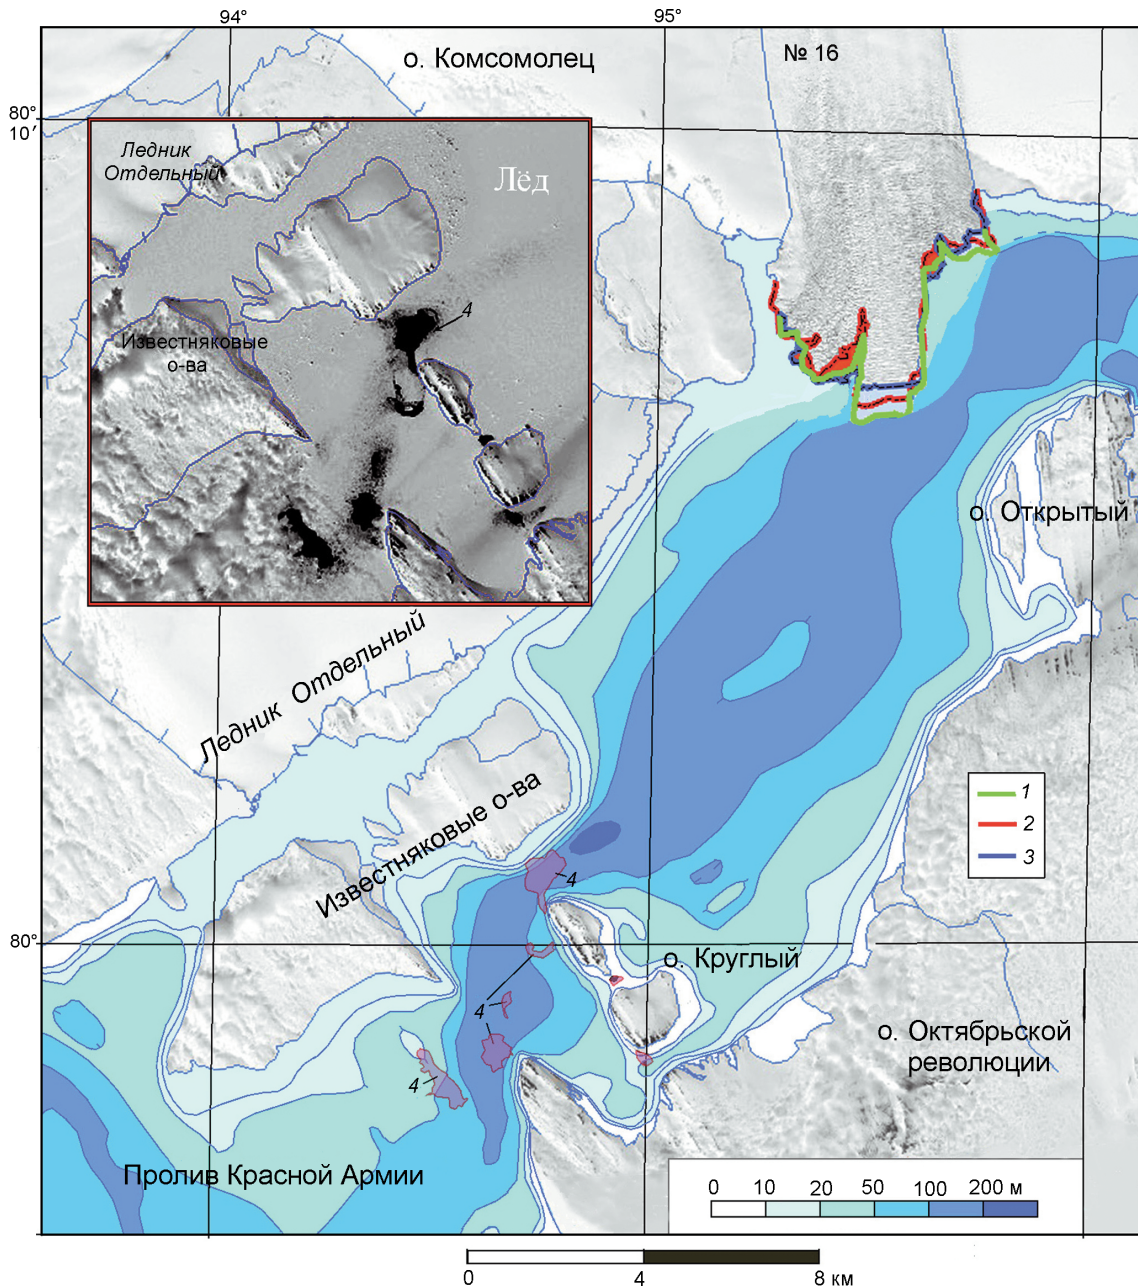 94°
95°
о. Комсомолец
№ 16
80°
10′
Ледник
Отдельный
Лёд
4
Известняковые
о-ва
о. Открытый
Ледник Отдельный
1
2
3
Известняковые о-ва
4
80°
о. Круглый
4
о. Октябрьской
революции
4
Пролив Красной Армии
0 10 20 50 100 200 м
0 4 8 км